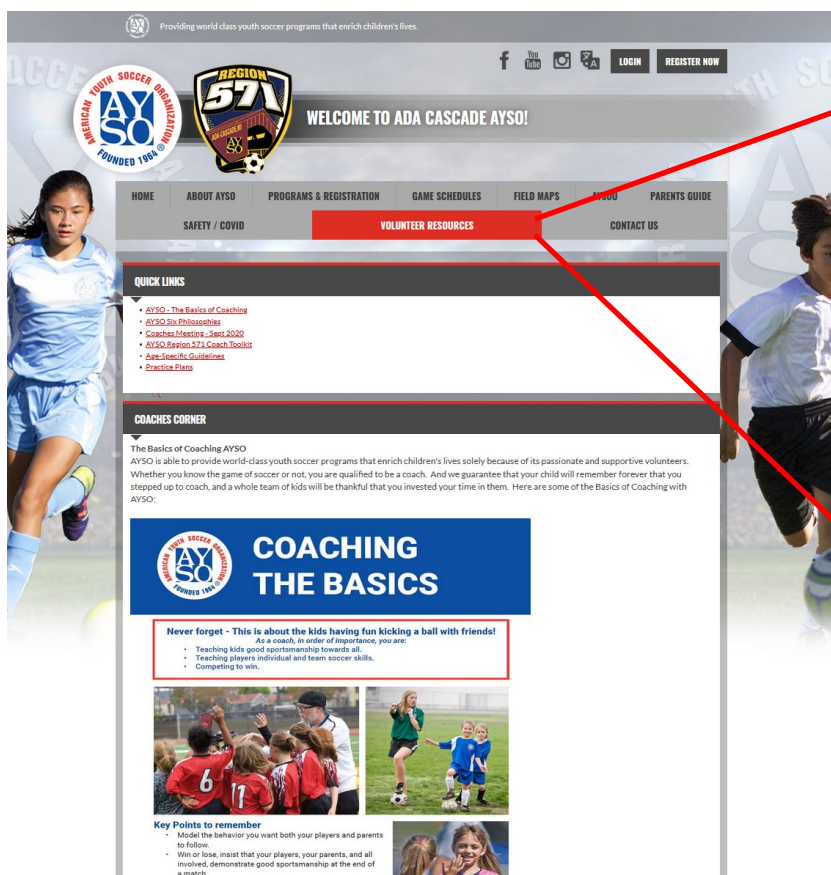 Providing world class youth soccer programs that enrich children's lives.
You
Tube
LOGIN
REGISTER NOW
AMERICAN YOUTH SOCCER ORGANIZATION
AYSO
FOUNDED 1964 ®
REGION
571
ADA-CASCADE, MI
WELCOME TO ADA CASCADE AYSO!
HOME ABOUT AYSO PROGRAMS & REGISTRATION GAME SCHEDULES FIELD MAPS PARENTS GUIDE
SAFETY / COVID VOLUNTEER RESOURCES CONTACT US
QUICK LINKS
AYSO - The Basics of Coaching
AYSO Six Philosophies
Coaches Meeting - Sept 2020
AYSO Region 571 Coach Toolkit
Age-Specific Guidelines
Practice Plans
COACHES CORNER
The Basics of Coaching AYSO
AYSO is able to provide world-class youth soccer programs that enrich children's lives solely because of its passionate and supportive volunteers.
Whether you know the game of soccer or not, you are qualified to be a coach. And we guarantee that your child will remember forever that you
stepped up to coach, and a whole team of kids will be thankful that you invested your time in them. Here are some of the Basics of Coaching with
AYSO:
AMERICAN YOUTH SOCCER ORGANIZATION
AYSO
FOUNDED 1964 ®
COACHING
THE BASICS
Never forget - This is about the kids having fun kicking a ball with friends!
As a coach, in order of importance, you are:
• Teaching kids good sportsmanship towards all.
• Teaching players individual and team soccer skills.
• Competing to win.
6
11
Key Points to remember
• Model the behavior you want both your players and parents
to follow.
• Win or lose, insist that your players, your parents, and all
involved, demonstrate good sportsmanship at the end of
a match.